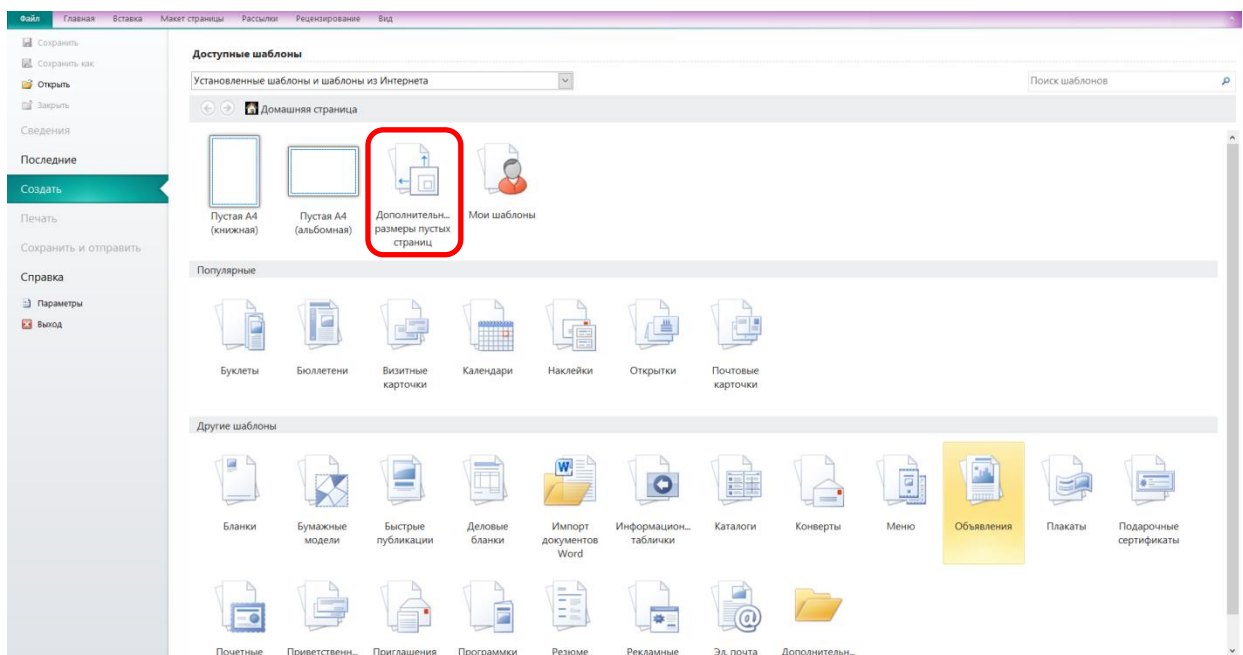 Файл Главная Вставка Макет страницы Рассылки Рецензирование Вид
Сохранить
Сохранить как
Открыть
Закрыть
Сведения
Последние
Создать
Печать
Сохранить и отправить
Справка
Параметры
Выход
Доступные шаблоны
Установленные шаблоны и шаблоны из Интернета
Поиск шаблонов
Домашняя страница
Пустая A4
(книжная)
Пустая A4
(альбомная)
Дополнительн...
размеры пустых
страниц
Мои шаблоны
Популярные
Буклеты
Бюллетени
Визитные
карточки
Календари
Наклейки
Открытки
Почтовые
карточки
Другие шаблоны
Бланки
Бумажные
модели
Быстрые
публикации
Деловые
бланки
Импорт
документов
Word
Информацион...
таблички
Каталоги
Конверты
Меню
Объявления
Плакаты
Подарочные
сертификаты
Почетные
Приветственн...
Приглашения
Программки
Резюме
Рекламные
Эл. почта
Дополнительн...